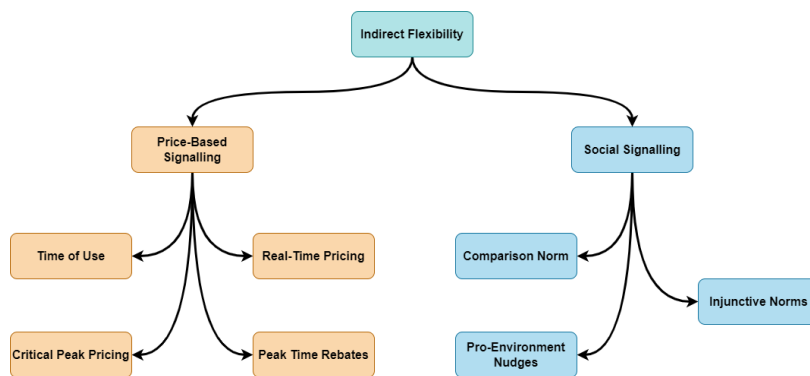 Indirect Flexibility
Price-Based
Signalling
Social Signalling
Time of Use
Real-Time Pricing
Comparison Norm
Injunctive Norms
Critical Peak Pricing
Peak Time Rebates
Pro-Environment
Nudges